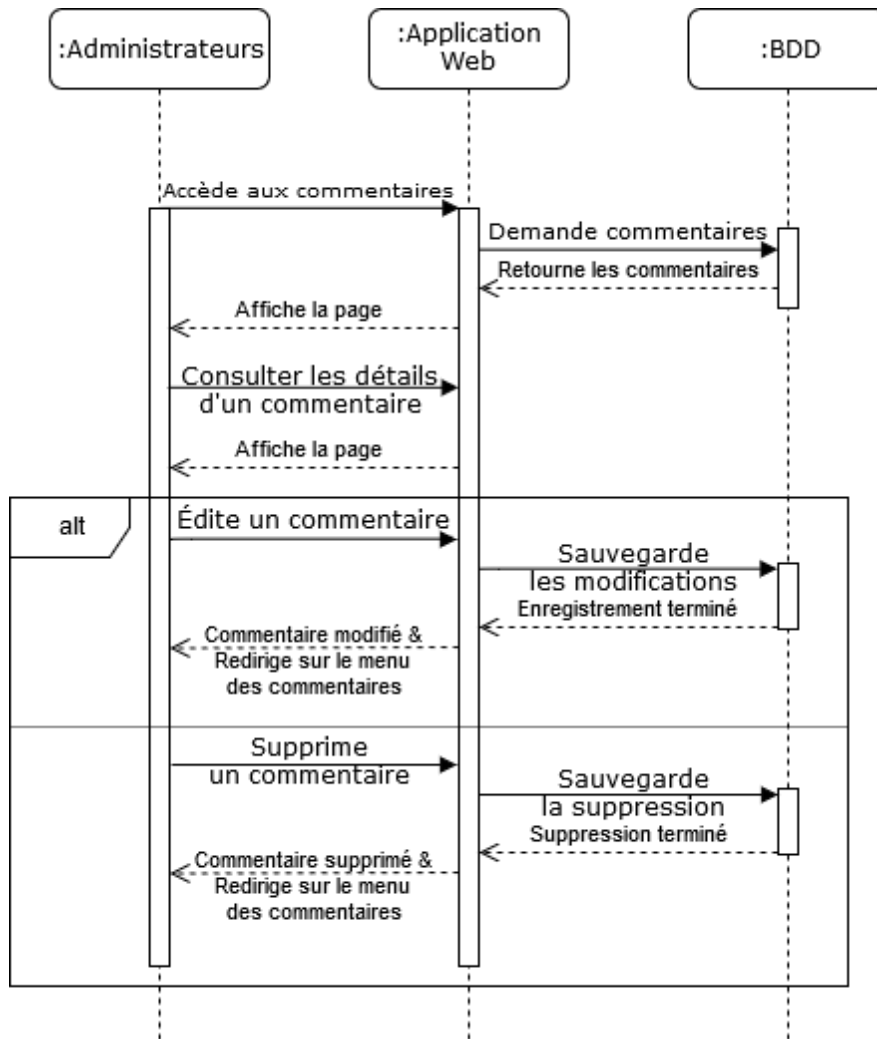 :Administrateurs
:Application
Web
:BDD
Accède aux commentaires
Demande commentaires
Retourne les commentaires
Affiche la page
Consulter les détails
d'un commentaire
Affiche la page
alt
Édite un commentaire
Sauvegarde
les modifications
Enregistrement terminé
Commentaire modifié &
Redirige sur le menu
des commentaires
Supprime
un commentaire
Sauvegarde
la suppression
Suppression terminé
Commentaire supprimé &
Redirige sur le menu
des commentaires